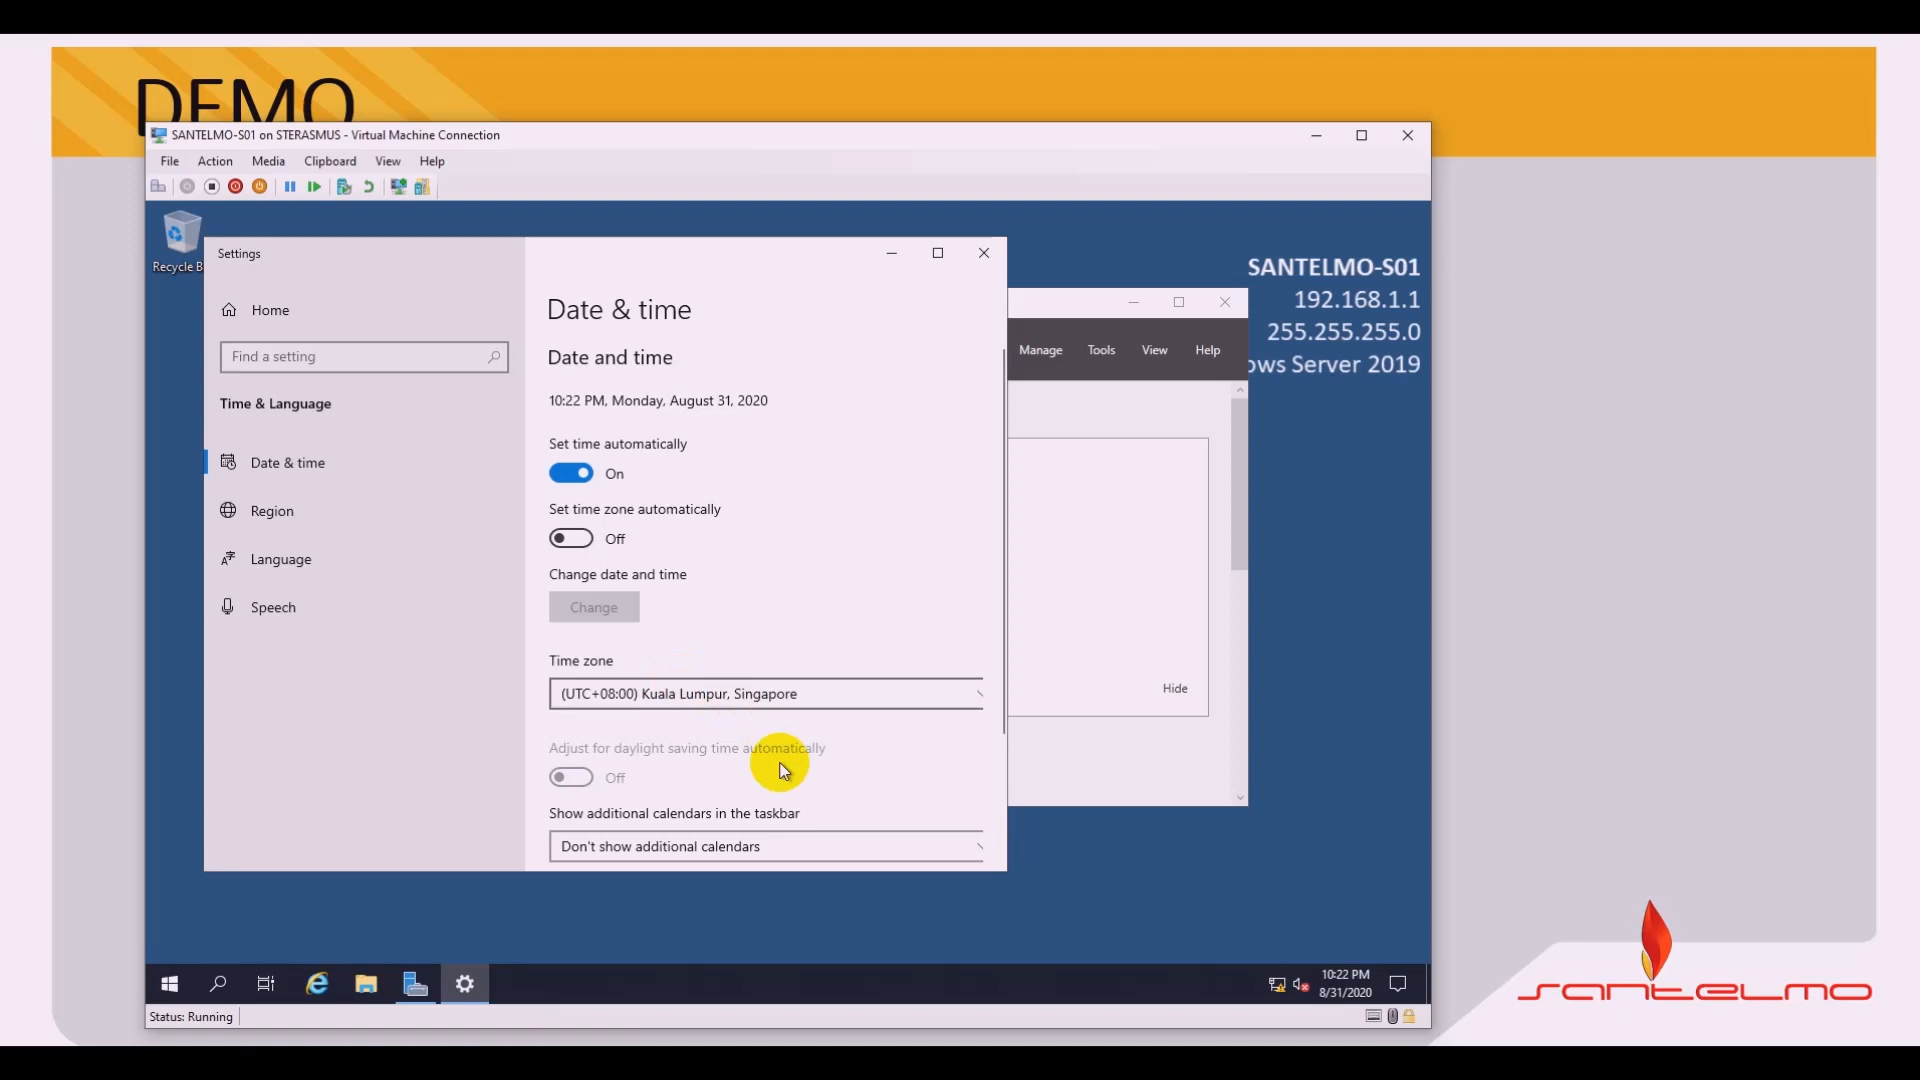 DEMO
SANTELMO-S01 on STERASMUS - Virtual Machine Connection
File Action Media Clipboard View Help
Recycle B
Settings
Home
Find a setting
Time & Language
Date & time
Region
Language
Speech
Date & time
Date and time
10:22 PM, Monday, August 31, 2020
Set time automatically
On
Set time zone automatically
Off
Change date and time
Change
Time zone
(UTC+08:00) Kuala Lumpur, Singapore
Adjust for daylight saving time automatically
Off
Show additional calendars in the taskbar
Don't show additional calendars
Manage Tools View Help
Hide
SANTELMO-S01
192.168.1.1
255.255.255.0
ows Server 2019
10:22 PM
8/31/2020
Status: Running
santelmo